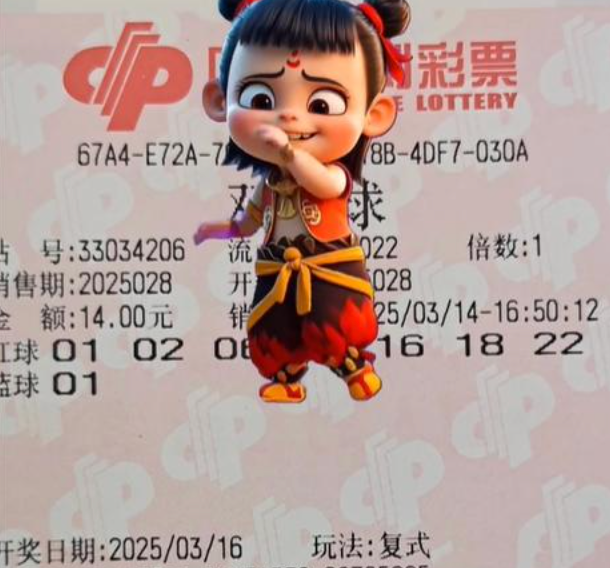 彩票
LOTTERY
67A4-E72A-7 8B-4DF7-030A
球
号:33034206 流 022 倍数:1
销售期:2025028 开 028
额:14.00元 销 25/03/14-16:50:12
红球 01 02 16 18 22
蓝球 01
开奖日期:2025/03/16 玩法:复式